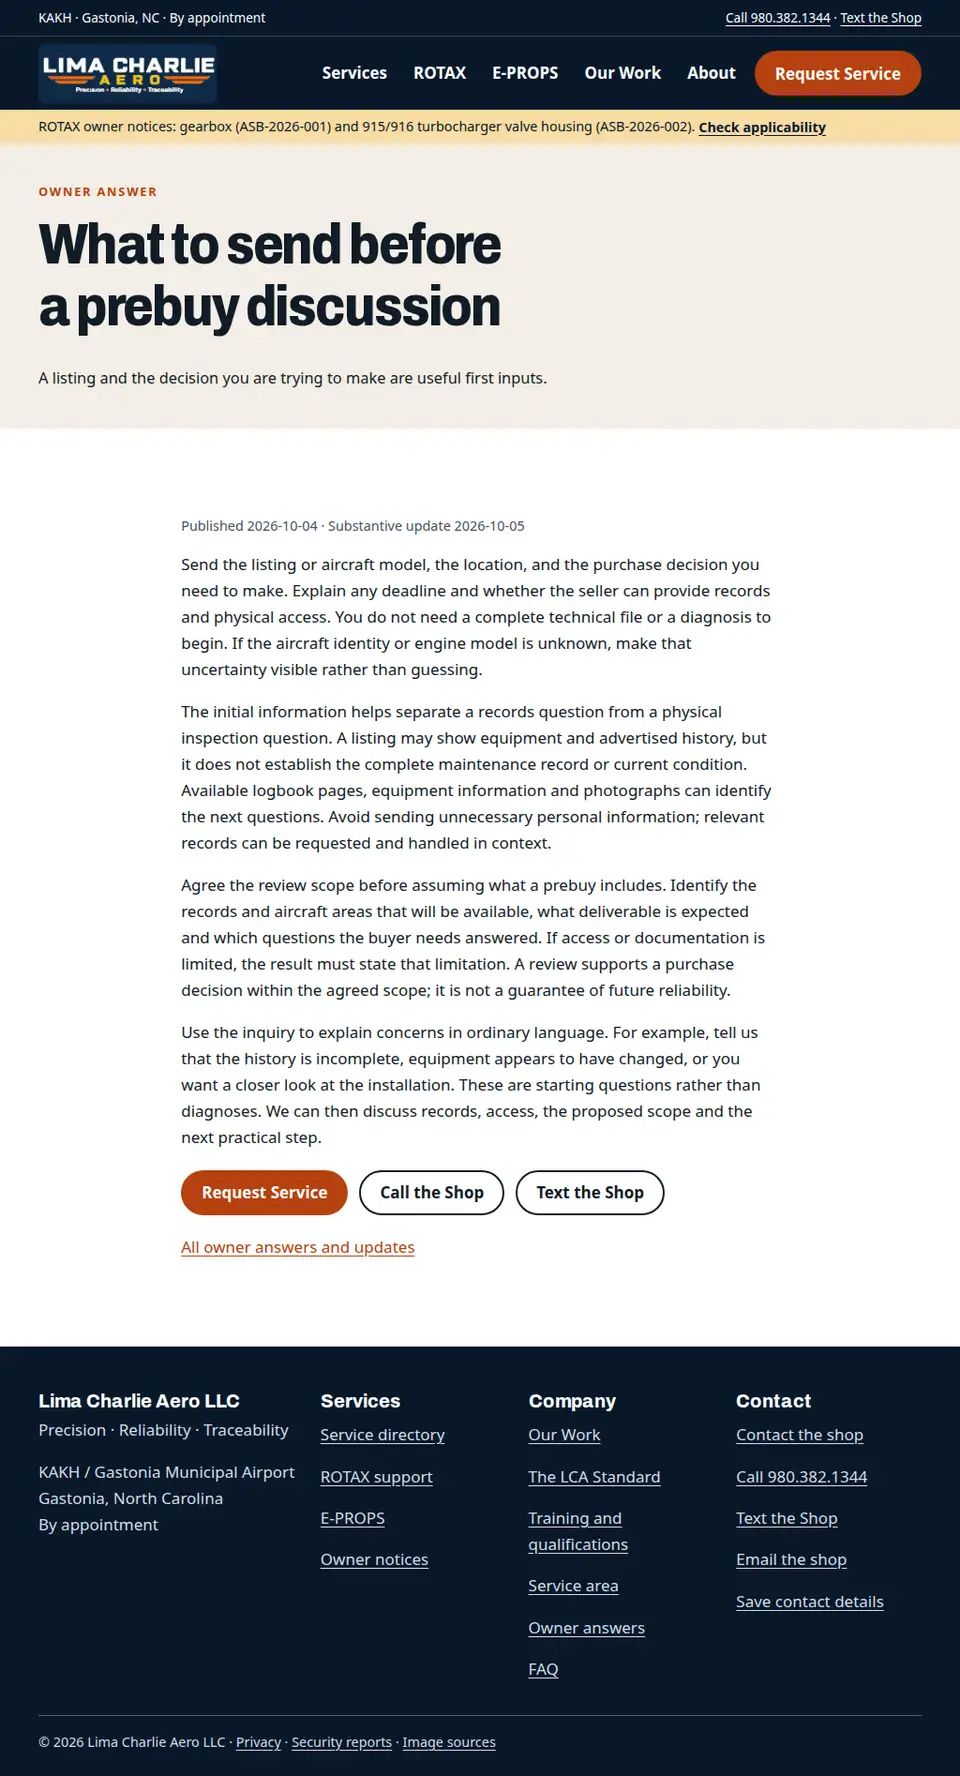 KAKH · Gastonia, NC · By appointment
Call 980.382.1344 · Text the Shop
LIMA CHARLIE
AERO
Precision • Reliability • Traceability
Services ROTAX E-PROPS Our Work About Request Service
ROTAX owner notices: gearbox (ASB-2026-001) and 915/916 turbocharger valve housing (ASB-2026-002). Check applicability
OWNER ANSWER
What to send before
a prebuy discussion
A listing and the decision you are trying to make are useful first inputs.
Published 2026-10-04 · Substantive update 2026-10-05
Send the listing or aircraft model, the location, and the purchase decision you
need to make. Explain any deadline and whether the seller can provide records
and physical access. You do not need a complete technical file or a diagnosis to
begin. If the aircraft identity or engine model is unknown, make that
uncertainty visible rather than guessing.
The initial information helps separate a records question from a physical
inspection question. A listing may show equipment and advertised history, but
it does not establish the complete maintenance record or current condition.
Available logbook pages, equipment information and photographs can identify
the next questions. Avoid sending unnecessary personal information; relevant
records can be requested and handled in context.
Agree the review scope before assuming what a prebuy includes. Identify the
records and aircraft areas that will be available, what deliverable is expected
and which questions the buyer needs answered. If access or documentation is
limited, the result must state that limitation. A review supports a purchase
decision within the agreed scope; it is not a guarantee of future reliability.
Use the inquiry to explain concerns in ordinary language. For example, tell us
that the history is incomplete, equipment appears to have changed, or you
want a closer look at the installation. These are starting questions rather than
diagnoses. We can then discuss records, access, the proposed scope and the
next practical step.
Request Service Call the Shop Text the Shop
All owner answers and updates
Lima Charlie Aero LLC
Precision · Reliability · Traceability
KAKH / Gastonia Municipal Airport
Gastonia, North Carolina
By appointment
Services
Service directory
ROTAX support
E-PROPS
Owner notices
Company
Our Work
The LCA Standard
Training and
qualifications
Service area
Owner answers
FAQ
Contact
Contact the shop
Call 980.382.1344
Text the Shop
Email the shop
Save contact details
© 2026 Lima Charlie Aero LLC · Privacy · Security reports · Image sources